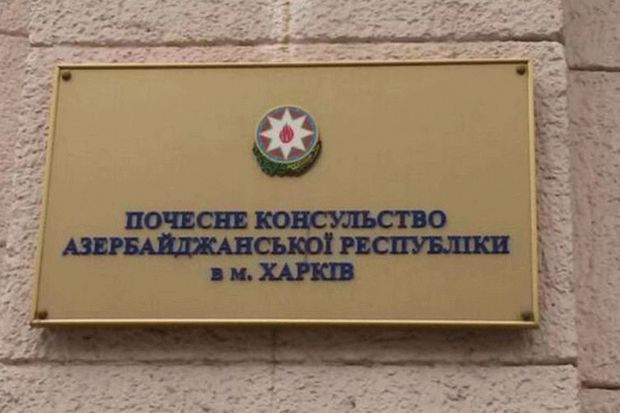 ПОЧЕСНЕ КОНСУЛЬСТВО
АЗЕРБАЙДЖАНСЬКОЇ РЕСПУБЛІКИ
в м. ХАРКІВ